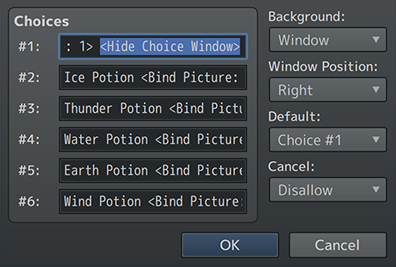 Choices
#1: : 1> <Hide Choice Window>
#2: Ice Potion <Bind Picture:
#3: Thunder Potion <Bind Pictu
#4: Water Potion <Bind Picture
#5: Earth Potion <Bind Picture
#6: Wind Potion <Bind Picture:
Background:
Window
Window Position:
Right
Default:
Choice #1
Cancel:
Disallow
OK
Cancel